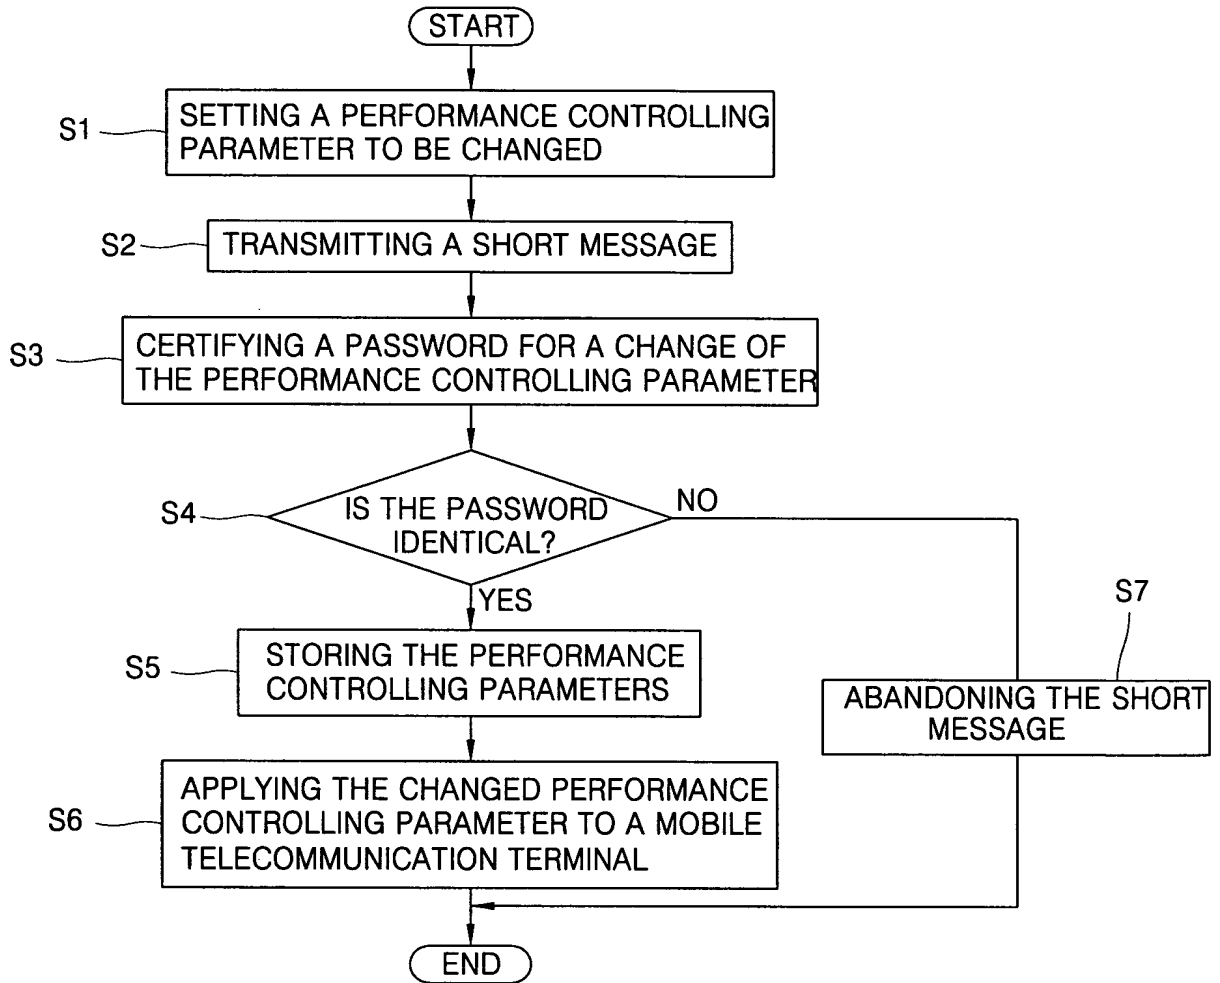 START
S1
SETTING A PERFORMANCE CONTROLLING
PARAMETER TO BE CHANGED
S2
TRANSMITTING A SHORT MESSAGE
S3
CERTIFYING A PASSWORD FOR A CHANGE OF
THE PERFORMANCE CONTROLLING PARAMETER
S4
IS THE PASSWORD
IDENTICAL?
NO
YES
S5
STORING THE PERFORMANCE
CONTROLLING PARAMETERS
S7
ABANDONING THE SHORT
MESSAGE
S6
APPLYING THE CHANGED PERFORMANCE
CONTROLLING PARAMETER TO A MOBILE
TELECOMMUNICATION TERMINAL
END